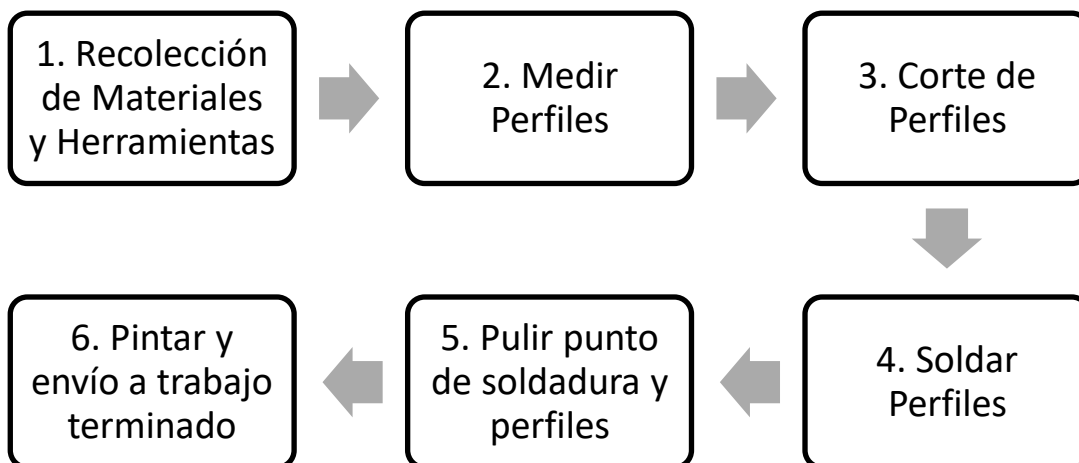 1. Recolección
de Materiales
y Herramientas
2. Medir
Perfiles
3. Corte de
Perfiles
4. Soldar
Perfiles
5. Pulir punto
de soldadura y
perfiles
6. Pintar y
envío a trabajo
terminado